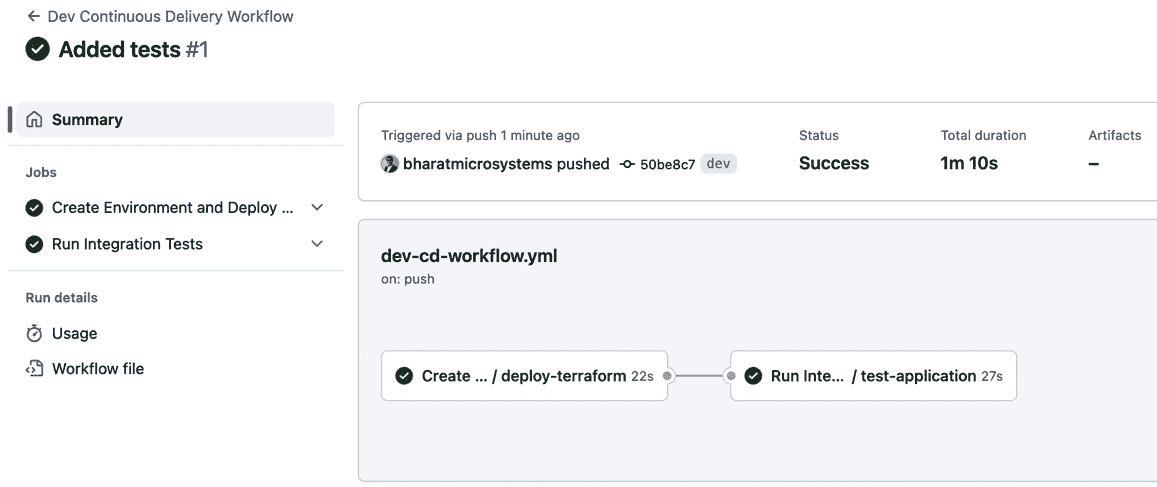 ← Dev Continuous Delivery Workflow
Added tests #1
Summary
Jobs
Create Environment and Deploy ...
Run Integration Tests
Run details
Usage
Workflow file
Triggered via push 1 minute ago
bharatmicrosystems pushed 50be8c7 dev
Status
Success
Total duration
1m 10s
Artifacts
–
dev-cd-workflow.yml
on: push
Create ... / deploy-terraform 22s
Run Inte... / test-application 27s